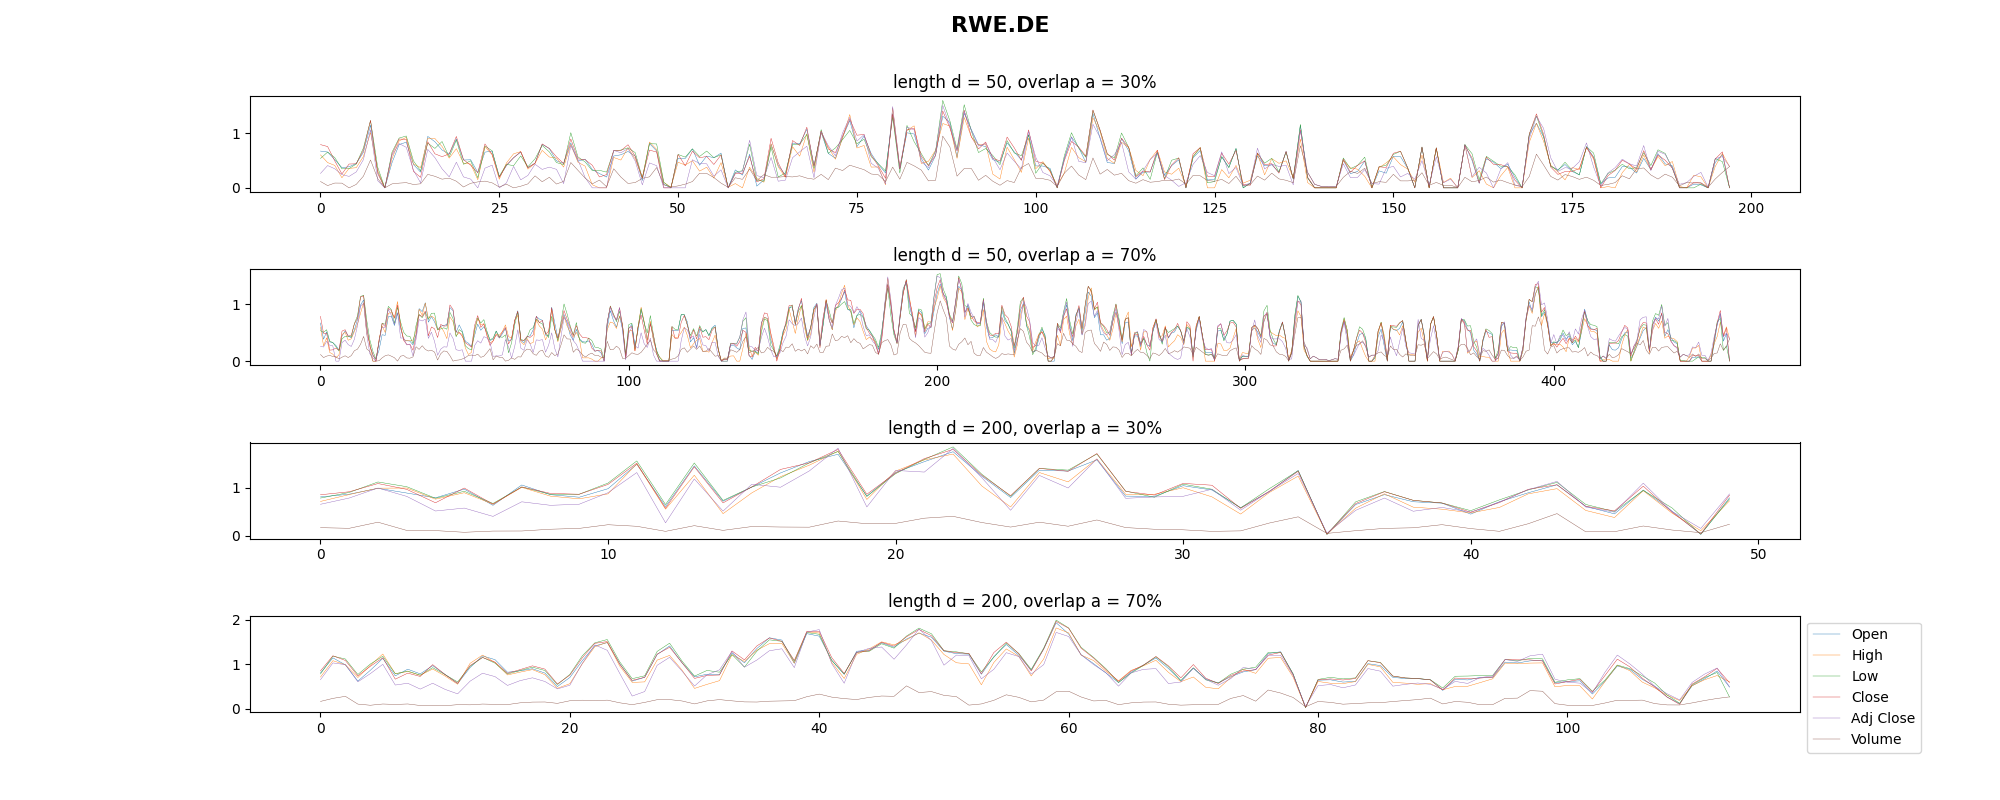 RWE.DE
length d = 50, overlap a = 30%
1
0
0 25 50 75 100 125 150 175 200
length d = 50, overlap a = 70%
1
0
0 100 200 300 400
length d = 200, overlap a = 30%
1
0
0 10 20 30 40 50
length d = 200, overlap a = 70%
2
1
0
0 20 40 60 80 100
Open
High
Low
Close
Adj Close
Volume